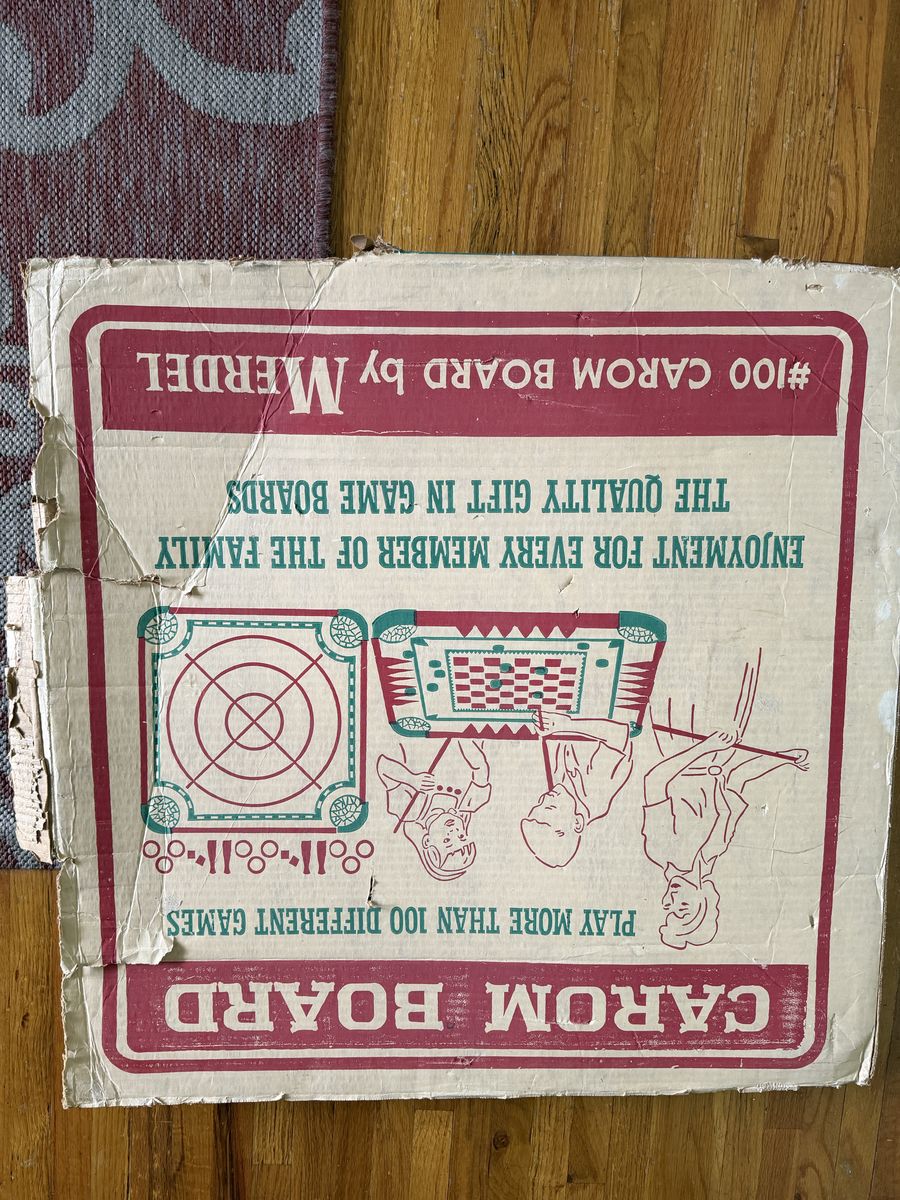 CAROM BOARD
PLAY MORE THAN 100 DIFFERENT GAMES
ENJOYMENT FOR EVERY MEMBER OF THE FAMILY
THE QUALITY GIFT IN GAME BOARDS
#100 CAROM BOARD by MERDEL